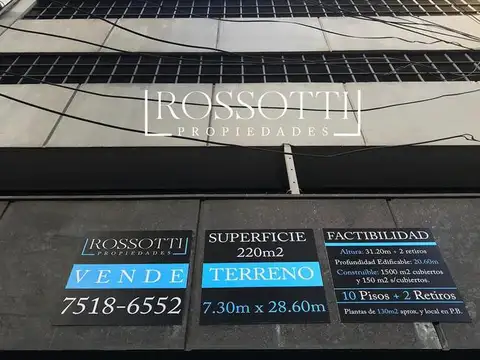 ROSSOTTI
PROPIEDADES
ROSSOTTI
PROPIEDADES
VENDE
7518-6552
SUPERFICIE
220m2
TERRENO
7.30m x 28.60m
FACTIBILIDAD
Altura: 31.20m + 2 retiros
Profundidad Edificable: 20.60m
Construible: 1500 m2 cubiertos
y 150 m2 s/cubiertos.
10 Pisos + 2 Retiros
Plantas de 130m2 aprox. y local en P.B.